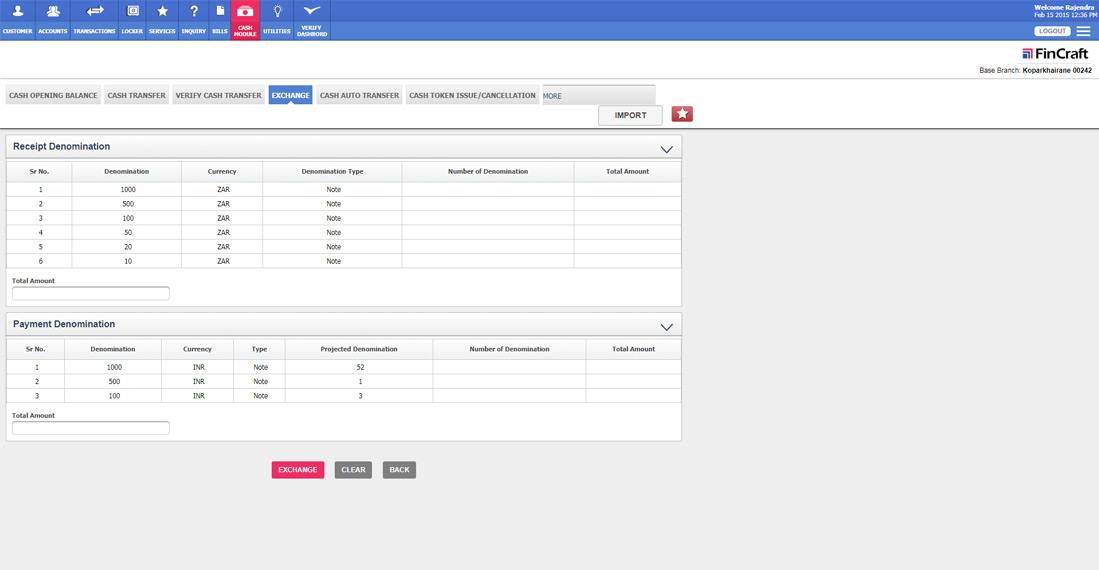 Welcome Rajendra
Feb 15 2015 12:36 PM
CUSTOMER ACCOUNTS TRANSACTIONS LOCKER SERVICES INQUIRY BILLS CASH MODULE UTILITIES VERIFY DASHBORD
LOGOUT
FinCraft
Base Branch: Koparkhairane 00242
CASH OPENING BALANCE CASH TRANSFER VERIFY CASH TRANSFER EXCHANGE CASH AUTO TRANSFER CASH TOKEN ISSUE/CANCELLATION MORE
IMPORT
Receipt Denomination
Sr No. Denomination Currency Denomination Type Number of Denomination Total Amount
1 1000 ZAR Note
2 500 ZAR Note
3 100 ZAR Note
4 50 ZAR Note
5 20 ZAR Note
6 10 ZAR Note
Total Amount
Payment Denomination
Sr No. Denomination Currency Type Projected Denomination Number of Denomination Total Amount
1 1000 INR Note 52
2 500 INR Note 1
3 100 INR Note 3
Total Amount
EXCHANGE CLEAR BACK